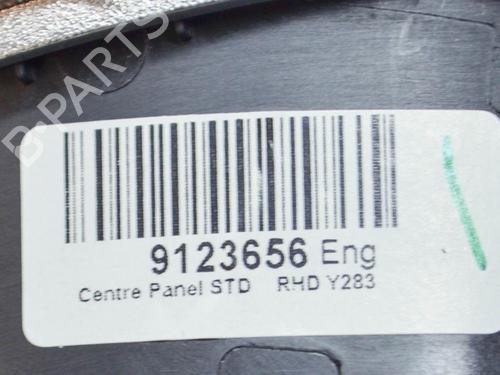 B-PARTS
9123656 Eng
Centre Panel STD RHD Y283